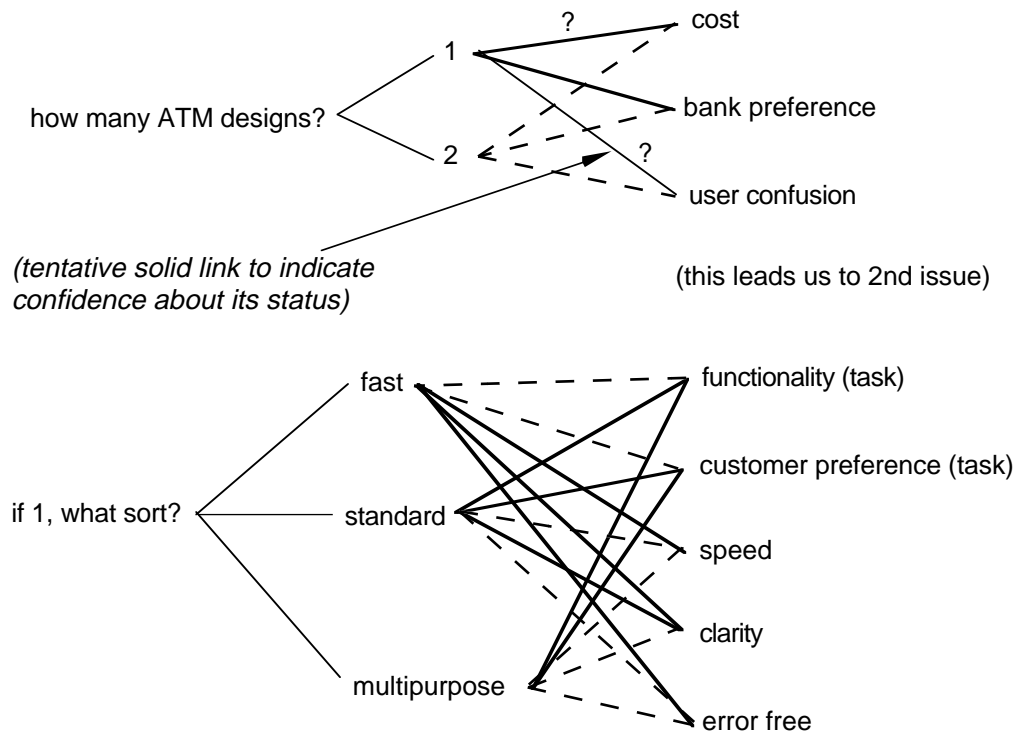 ?
cost
1
bank preference
how many ATM designs?
?
2
user confusion
(tentative solid link to indicate
confidence about its status)
(this leads us to 2nd issue)
fast
functionality (task)
customer preference (task)
if 1, what sort?
standard
speed
clarity
multipurpose
error free